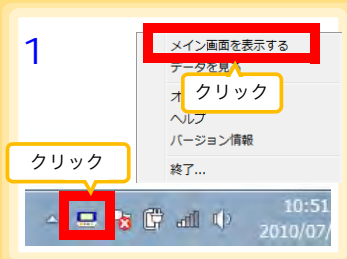 1
メイン画面を表示する
データを見
クリック
オ
ヘルプ
バージョン情報
終了...
クリック
10:51
2010/07/